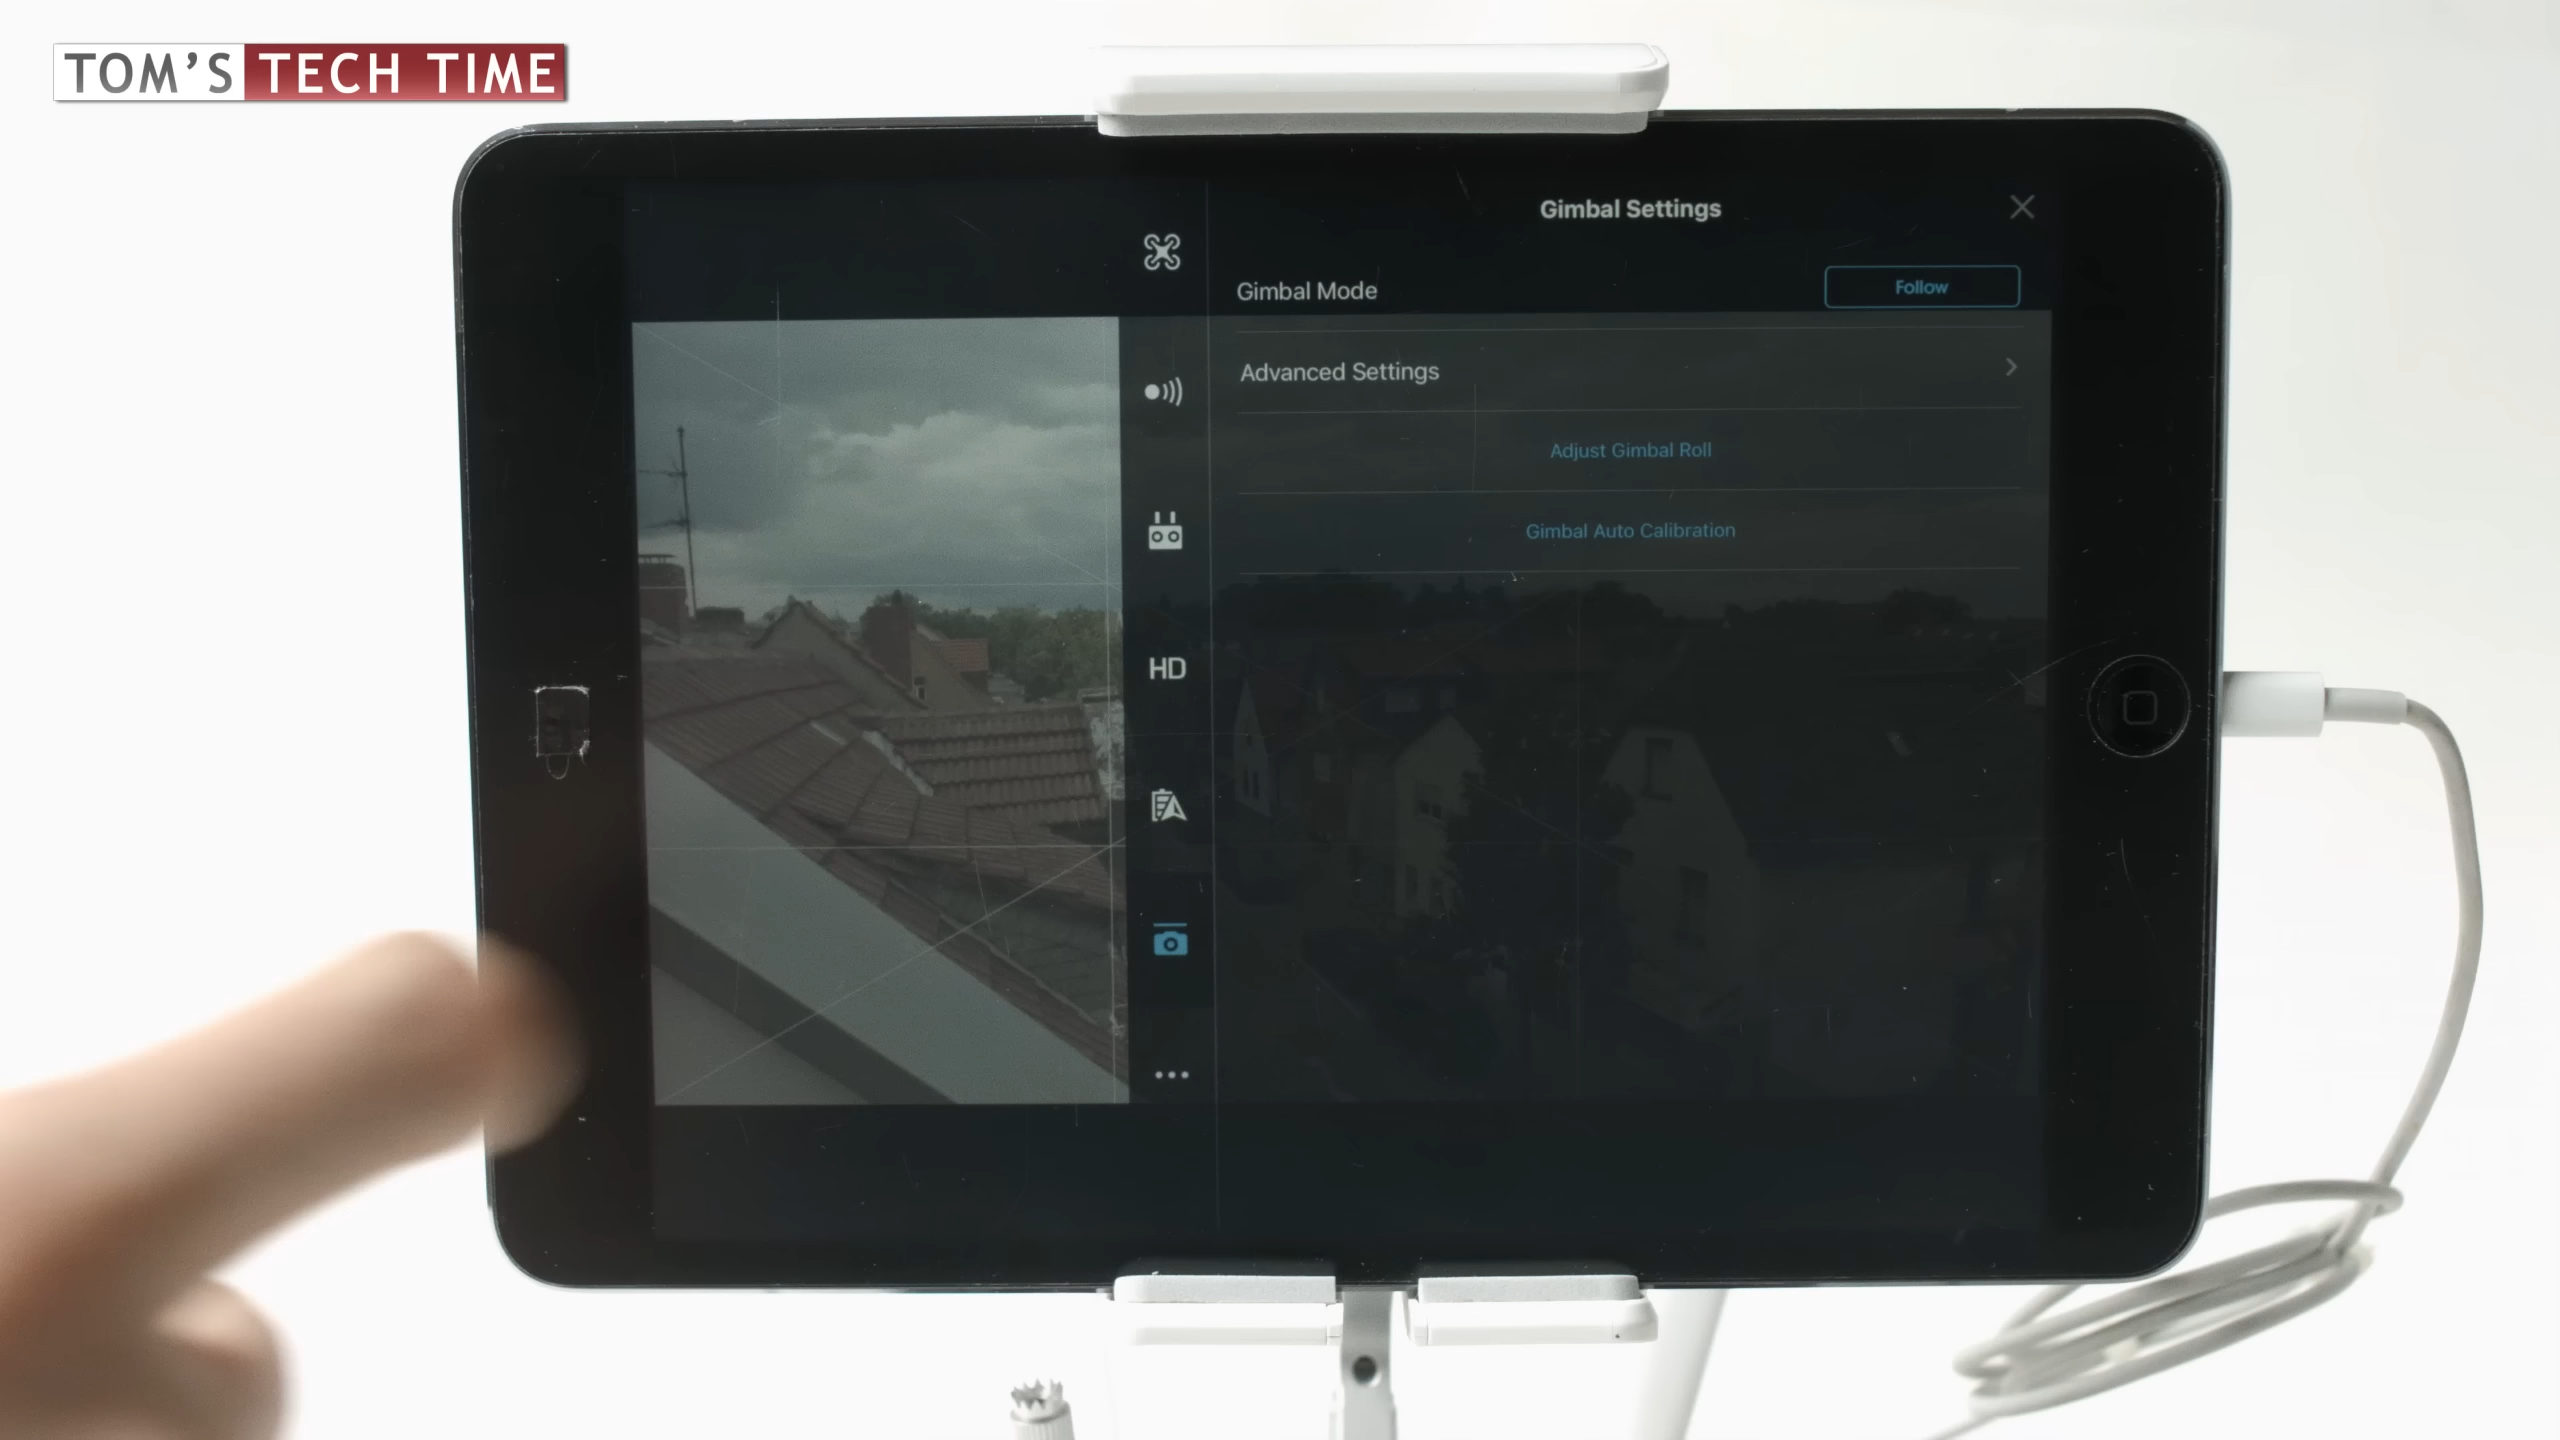 TOM'S TECH TIME
Gimbal Settings
Gimbal Mode
Follow
Advanced Settings
Adjust Gimbal Roll
Gimbal Auto Calibration
HD